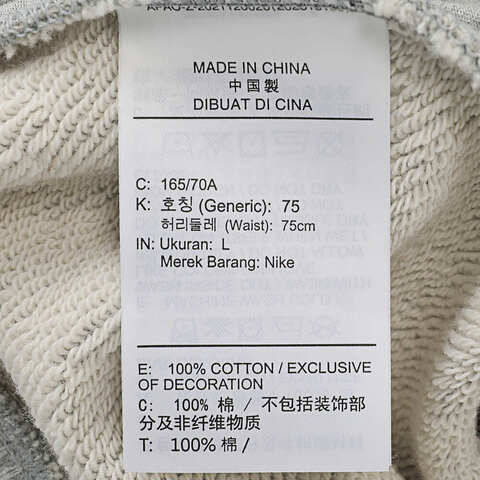 MADE IN CHINA
中国製
DIBUAT DI CINA
C: 165/70A
K: 호칭 (Generic): 75
허리둘레 (Waist): 75cm
IN: Ukuran: L
Merek Barang: Nike
E: 100% COTTON / EXCLUSIVE
OF DECORATION
C: 100% 棉 / 不包括装饰部
分及非纤维物质
T: 100% 棉 /